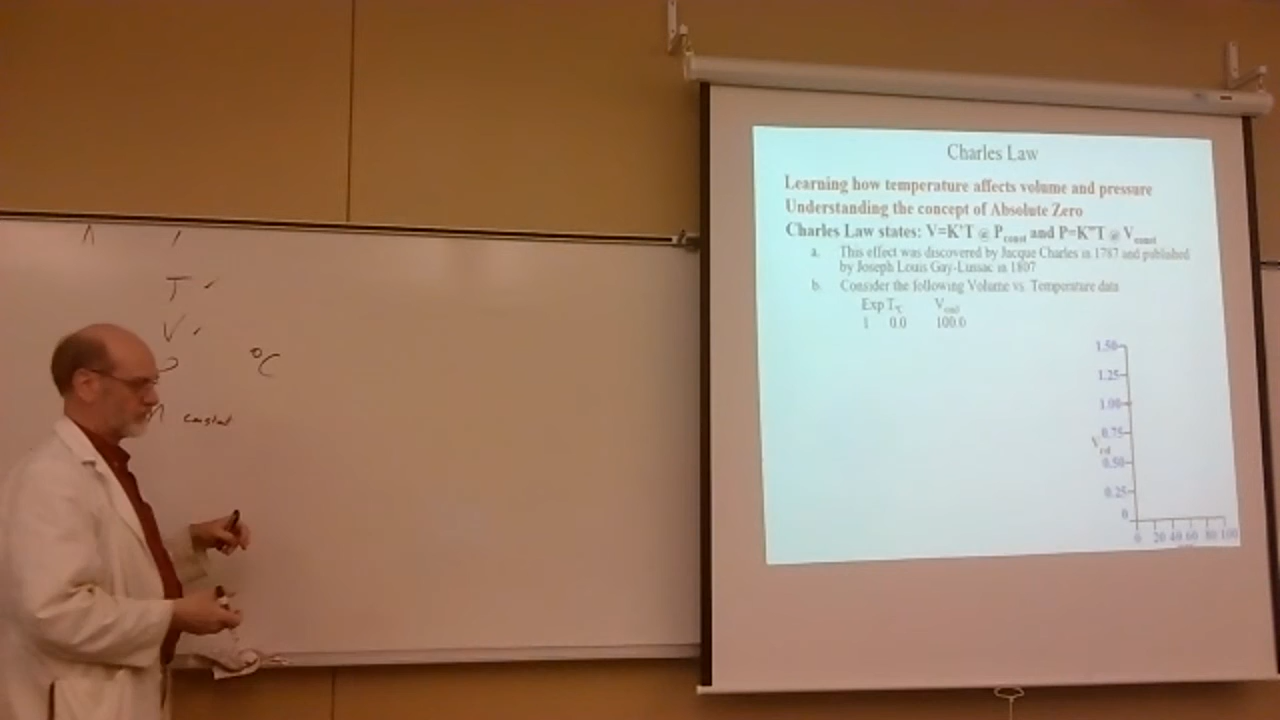 T
V
°C
constant
Charles Law
Learning how temperature affects volume and pressure
Understanding the concept of Absolute Zero
Charles Law states: V=K'T @ Pconst and P=K"T @ Vconst
a. This effect was discovered by Jacque Charles in 1787 and published
by Joseph Louis Gay-Lussac in 1807
b. Consider the following Volume vs. Temperature data
Exp T°C
1 0.0 100.0
1.50
1.25
1.00
0.75
0.50
0.25
0
0 20 40 60 80 100